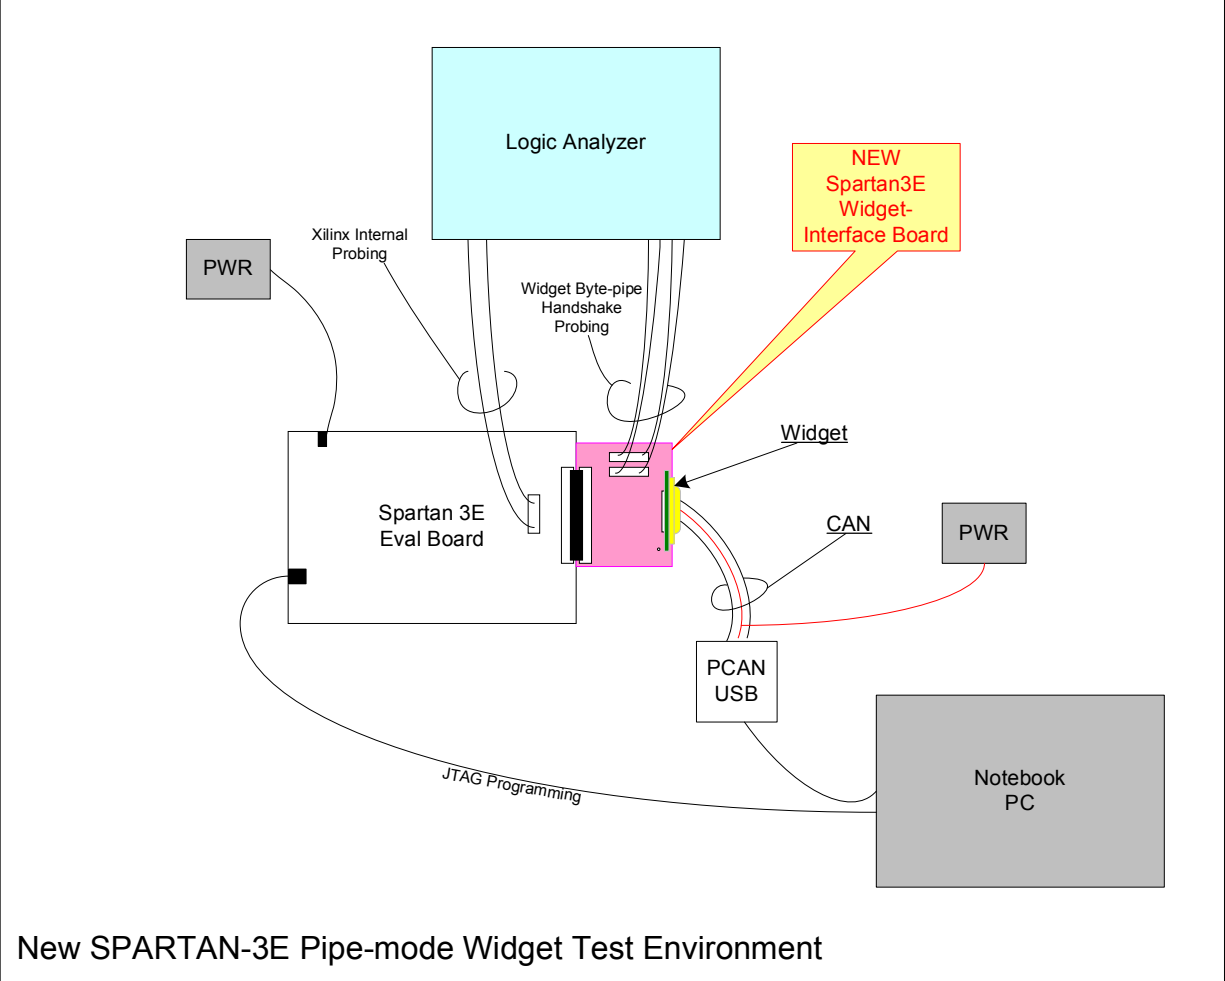 Logic Analyzer
NEW
Spartan3E
Widget-
Interface Board
Xilinx Internal
Probing
PWR
Widget Byte-pipe
Handshake
Probing
Widget
Spartan 3E
Eval Board
CAN
PWR
PCAN
USB
Notebook
PC
JTAG Programming
New SPARTAN-3E Pipe-mode Widget Test Environment